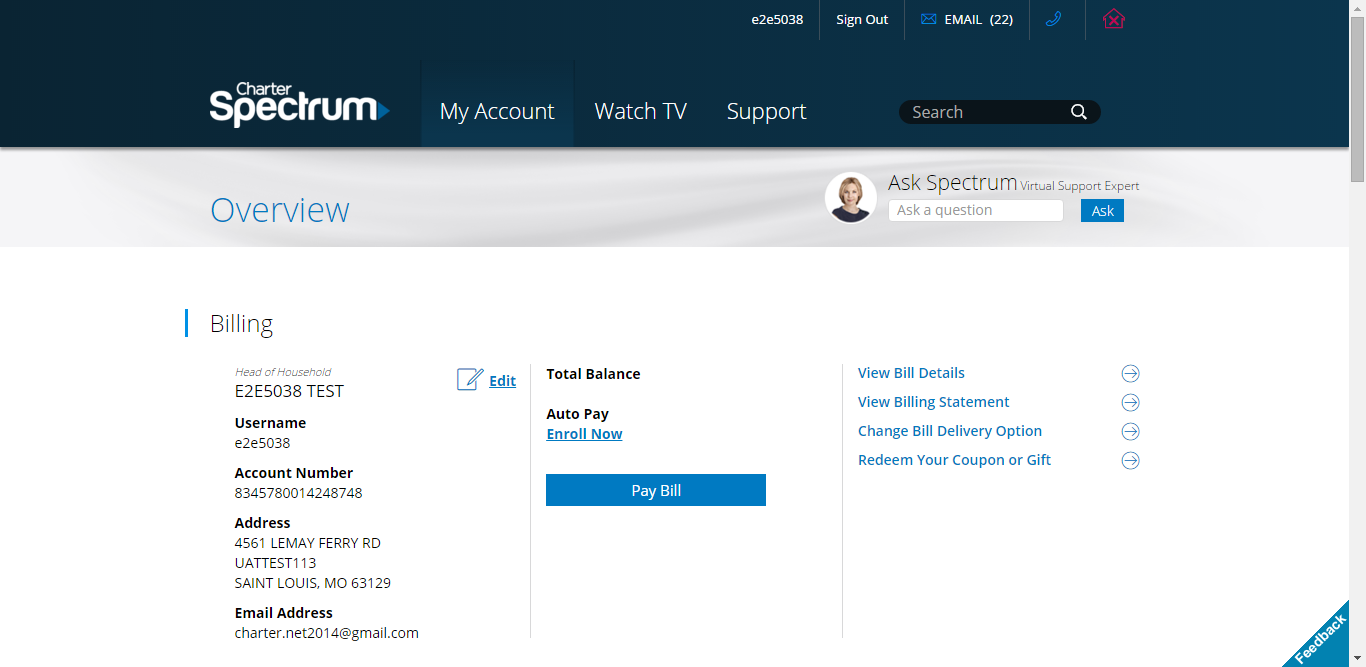 e2e5038
Sign Out
EMAIL (22)
Charter
Spectrum
My Account
Watch TV
Support
Search
Overview
Ask Spectrum Virtual Support Expert
Ask a question
Ask
Billing
Head of Household
E2E5038 TEST
Edit
Username
e2e5038
Account Number
8345780014248748
Address
4561 LEMAY FERRY RD
UATTEST113
SAINT LOUIS, MO 63129
Email Address
charter.net2014@gmail.com
Total Balance
Auto Pay
Enroll Now
Pay Bill
View Bill Details
View Billing Statement
Change Bill Delivery Option
Redeem Your Coupon or Gift
Feedback